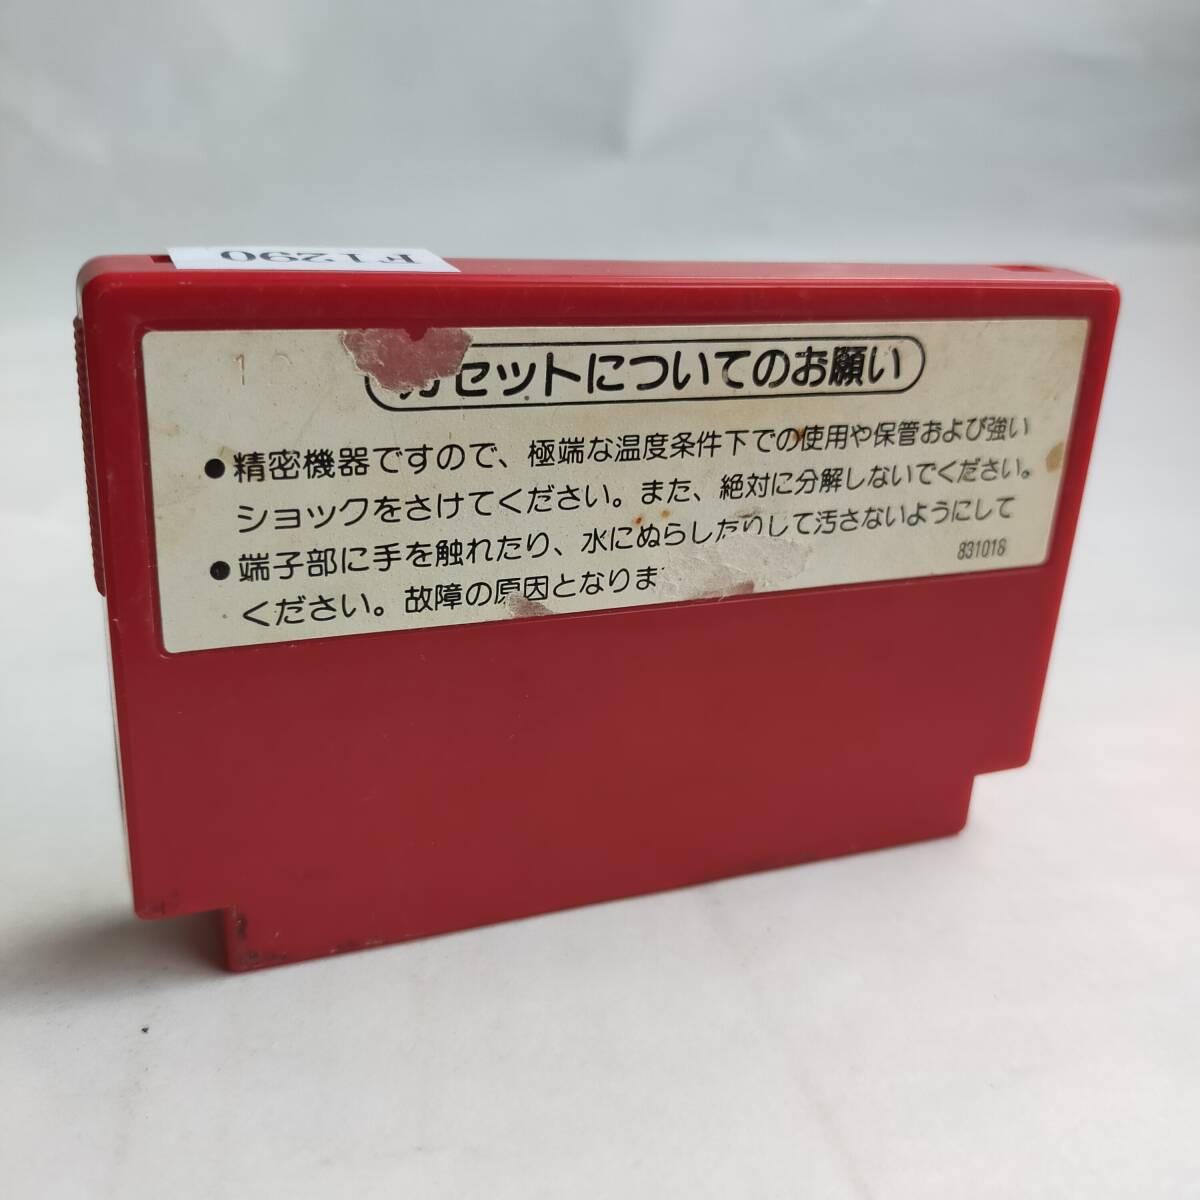 F1290
セットについてのお願い
●精密機器ですので、極端な温度条件下での使用や保管および強い
ショックをさけてください。また、絶対に分解しないでください。
●端子部に手を触れたり、水にぬらしたりして汚さないようにして
ください。故障の原因となりま
831018